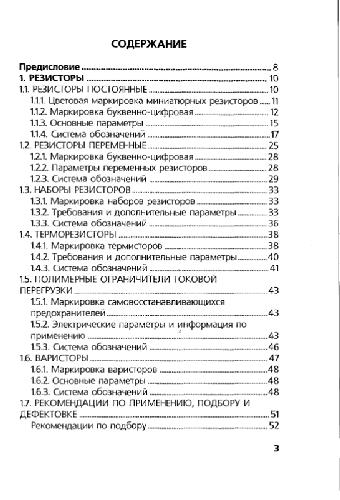 СОДЕРЖАНИЕ
Предисловие 8
1. РЕЗИСТОРЫ 10
1.1. РЕЗИСТОРЫ ПОСТОЯННЫЕ 10
1.1.1. Цветовая маркировка миниатюрных резисторов 11
1.1.2. Маркировка буквенно-цифровая 12
1.1.3. Основные параметры 15
1.1.4. Система обозначений 17
1.2. РЕЗИСТОРЫ ПЕРЕМЕННЫЕ 25
1.2.1. Маркировка буквенно-цифровая 28
1.2.2. Параметры переменных резисторов 28
1.2.3. Система обозначений 29
1.3. НАБОРЫ РЕЗИСТОРОВ 33
1.3.1. Маркировка наборов резисторов 33
1.3.2. Требования и дополнительные параметры 33
1.3.3. Система обозначений 36
1.4. ТЕРМОРЕЗИСТОРЫ 38
1.4.1. Маркировка термисторов 38
1.4.2. Требования и дополнительные параметры 40
1.4.3. Система обозначений 41
1.5. ПОЛИМЕРНЫЕ ОГРАНИЧИТЕЛИ ТОКОВОЙ
ПЕРЕГРУЗКИ 43
1.5.1. Маркировка самовосстанавливающихся
предохранителей 43
1.5.2. Электрические параметры и информация по
применению 43
1.5.3. Система обозначений 46
1.6. ВАРИСТОРЫ 47
1.6.1. Маркировка варисторов 48
1.6.2. Основные параметры 48
1.6.3. Система обозначений 48
1.7. РЕКОМЕНДАЦИИ ПО ПРИМЕНЕНИЮ, ПОДБОРУ И
ДЕФЕКТОВКЕ 51
Рекомендации по подбору 52
3